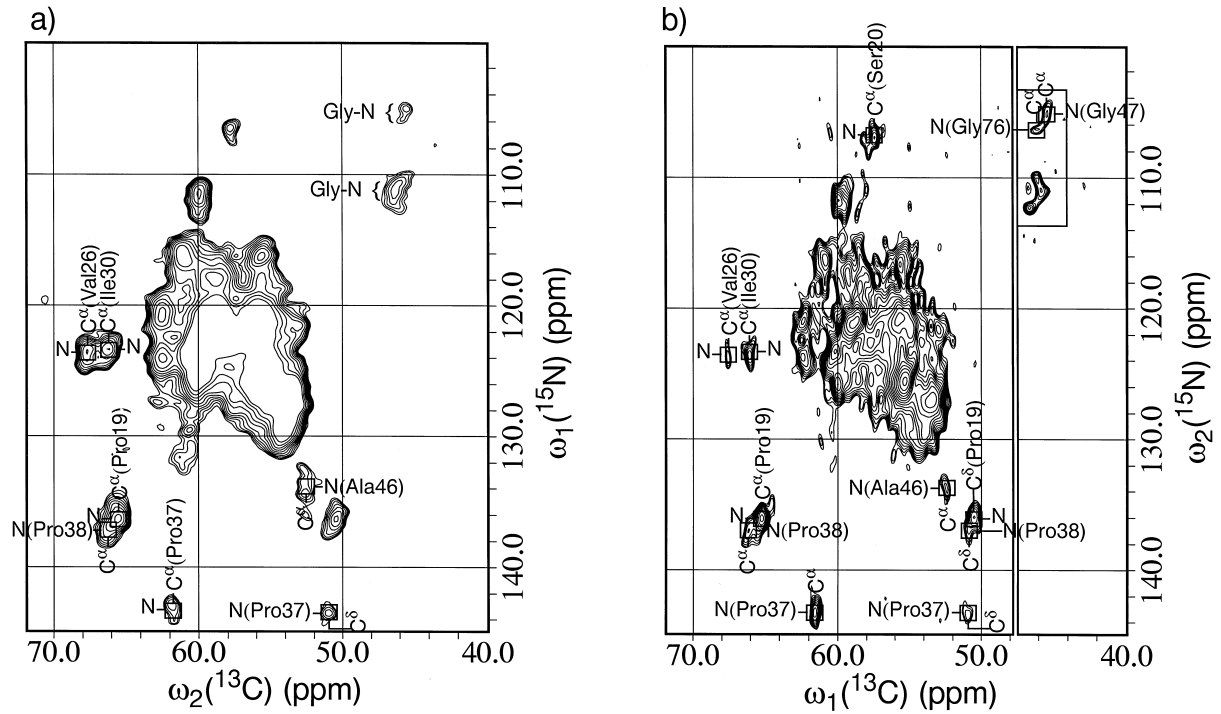 a)
Gly-N {
Gly-N {
110.0
120.0
130.0
140.0
ω1(15N) (ppm)
Cα(Val26)
Cα(Ile30)
N
N
Cα(Pro19)
N
N(Pro38)
Cα
Cα(Pro37)
N
N(Ala46)
Cα
N(Pro37)
Cδ
70.0 60.0 50.0 40.0
ω2(13C) (ppm)
b)
Cα(Ser20)
N
Cα
Cα
N(Gly76)
N(Gly47)
110.0
120.0
130.0
140.0
ω2(15N) (ppm)
Cα(Val26)
Cα(Ile30)
N
N
Cα(Pro19)
N
N(Pro38)
Cα
N(Ala46)
Cα
Cδ(Pro19)
N
N(Pro38)
Cδ
Cα
N(Pro37)
N(Pro37)
Cδ
70.0 60.0 50.0 40.0
ω1(13C) (ppm)